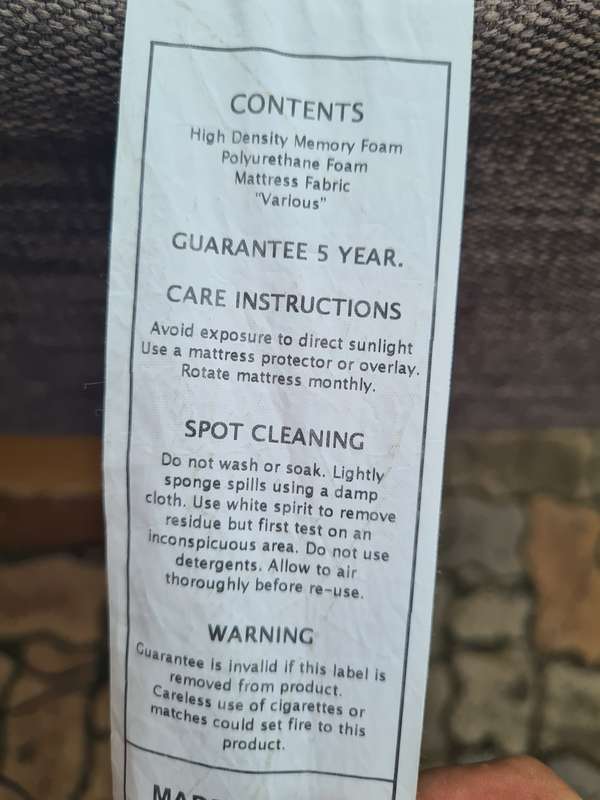 CONTENTS
High Density Memory Foam
Polyurethane Foam
Mattress Fabric
"Various"
GUARANTEE 5 YEAR.
CARE INSTRUCTIONS
Avoid exposure to direct sunlight
Use a mattress protector or overlay.
Rotate mattress monthly.
SPOT CLEANING
Do not wash or soak. Lightly
sponge spills using a damp
cloth. Use white spirit to remove
residue but first test on an
inconspicuous area. Do not use
detergents. Allow to air
thoroughly before re-use.
WARNING
Guarantee is invalid if this label is
removed from product.
Careless use of cigarettes or
matches could set fire to this
product.